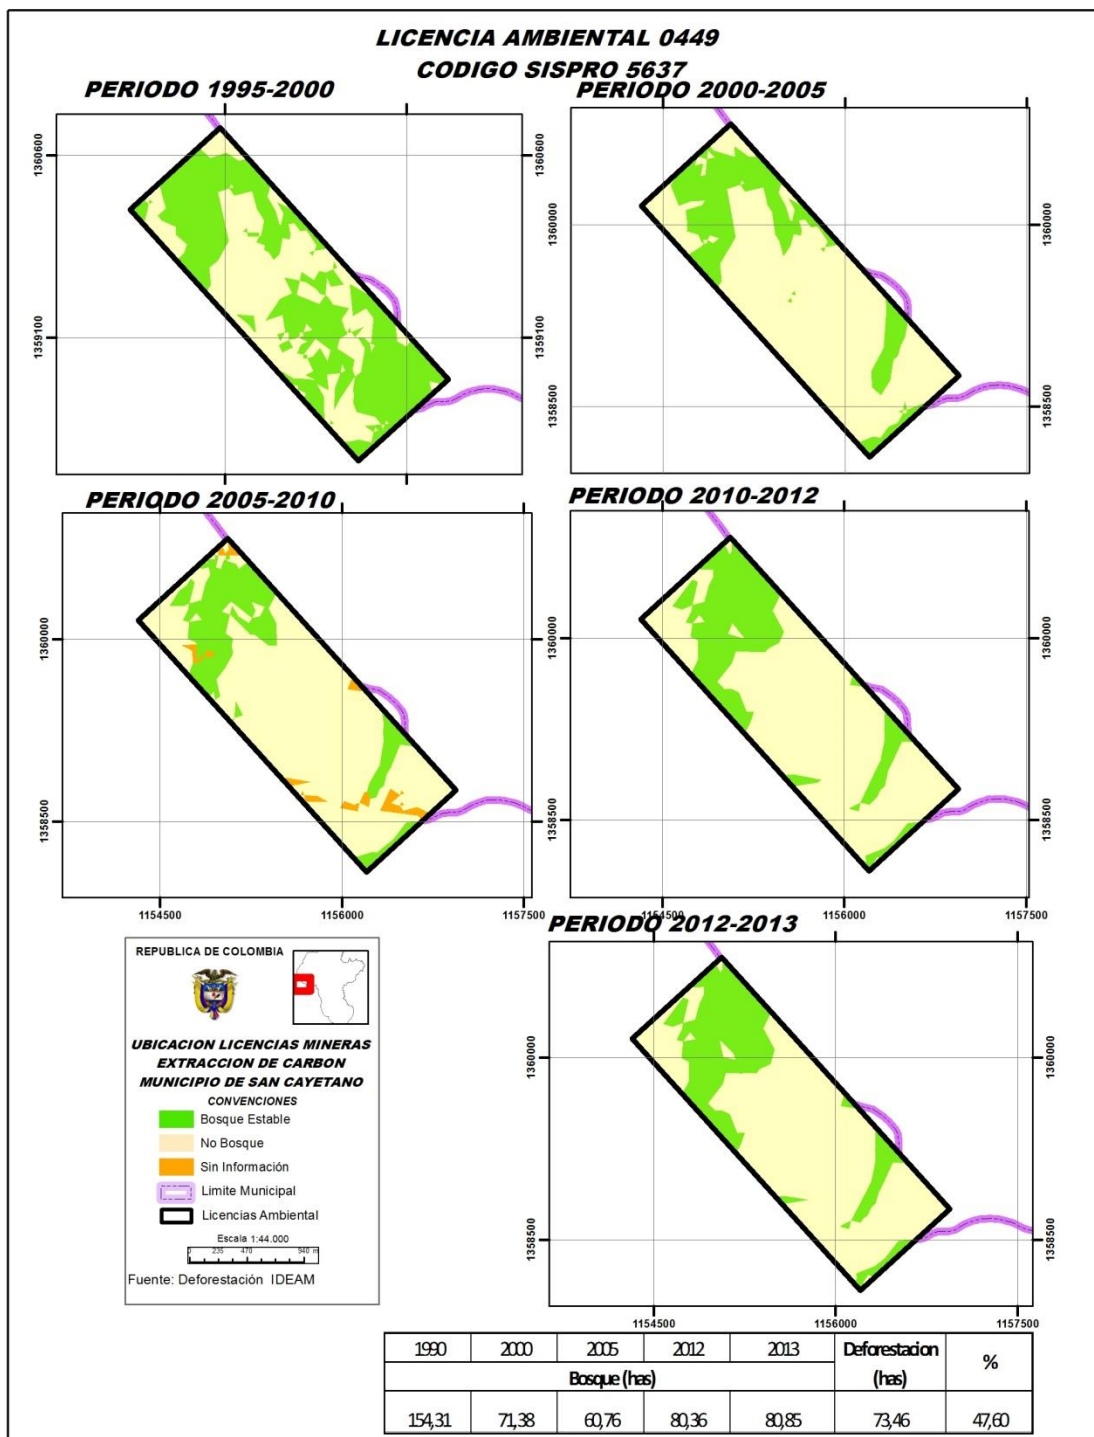 LICENCIA AMBIENTAL 0449
CODIGO SISPRO 5637
PERIODO 1995-2000
PERIODO 2000-2005
1360600
1359100
1360600
1359100
1360000
1358500
PERIODO 2005-2010
PERIODO 2010-2012
1360000
1358500
1360000
1358500
1360000
1358500
1154500
1156000
1157500
1154500
1156000
1157500
PERIODO 2012-2013
1360000
1358500
1360000
1358500
1154500
1156000
1157500
REPUBLICA DE COLOMBIA
UBICACION LICENCIAS MINERAS
EXTRACCION DE CARBON
MUNICIPIO DE SAN CAYETANO
CONVENCIONES
Bosque Estable
No Bosque
Sin Información
Limite Municipal
Licencias Ambiental
Escala 1:44.000
0 235 470 940 m
Fuente: Deforestación IDEAM
1990 2000 2005 2012 2013 Deforestacion (has) %
Bosque (has)
154,31 71,38 60,76 80,36 80,85 73,46 47,60